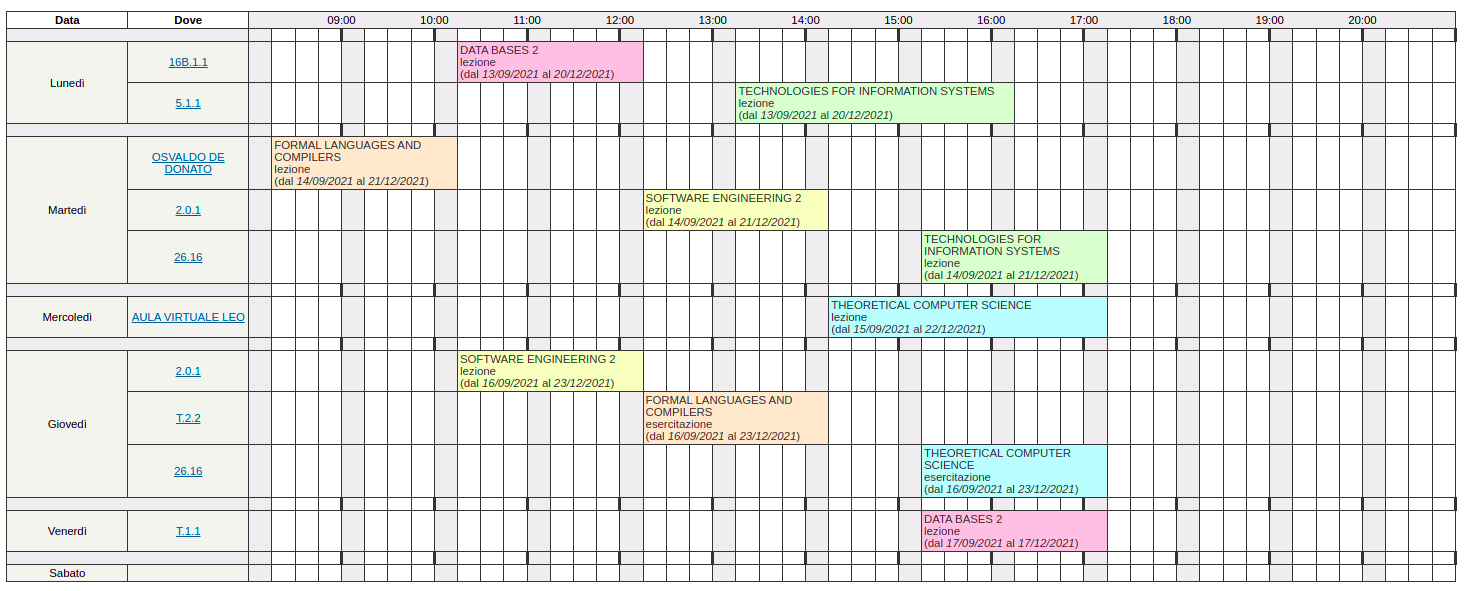 Data Dove 09:00 10:00 11:00 12:00 13:00 14:00 15:00 16:00 17:00 18:00 19:00 20:00
Lunedì
16B.1.1
DATA BASES 2
lezione
(dal 13/09/2021 al 20/12/2021)
5.1.1
TECHNOLOGIES FOR INFORMATION SYSTEMS
lezione
(dal 13/09/2021 al 20/12/2021)
Martedì
OSVALDO DE
DONATO
FORMAL LANGUAGES AND
COMPILERS
lezione
(dal 14/09/2021 al 21/12/2021)
2.0.1
SOFTWARE ENGINEERING 2
lezione
(dal 14/09/2021 al 21/12/2021)
26.16
TECHNOLOGIES FOR
INFORMATION SYSTEMS
lezione
(dal 14/09/2021 al 21/12/2021)
Mercoledì
AULA VIRTUALE LEO
THEORETICAL COMPUTER SCIENCE
lezione
(dal 15/09/2021 al 22/12/2021)
Giovedì
2.0.1
SOFTWARE ENGINEERING 2
lezione
(dal 16/09/2021 al 23/12/2021)
T.2.2
FORMAL LANGUAGES AND
COMPILERS
esercitazione
(dal 16/09/2021 al 23/12/2021)
26.16
THEORETICAL COMPUTER
SCIENCE
esercitazione
(dal 16/09/2021 al 23/12/2021)
Venerdì
T.1.1
DATA BASES 2
lezione
(dal 17/09/2021 al 17/12/2021)
Sabato